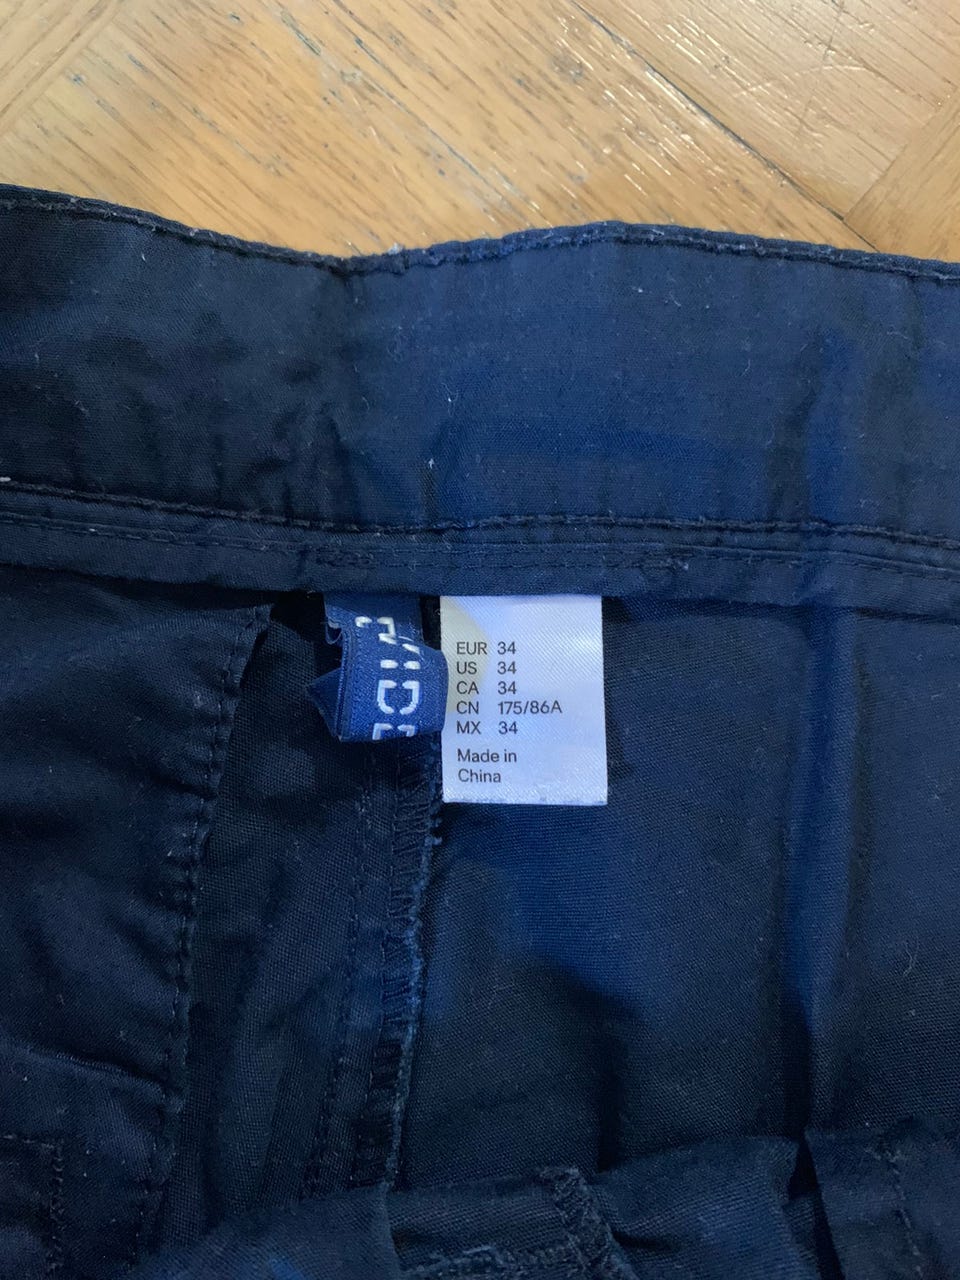 EUR 34
US 34
CA 34
CN 175/86A
MX 34
Made in
China